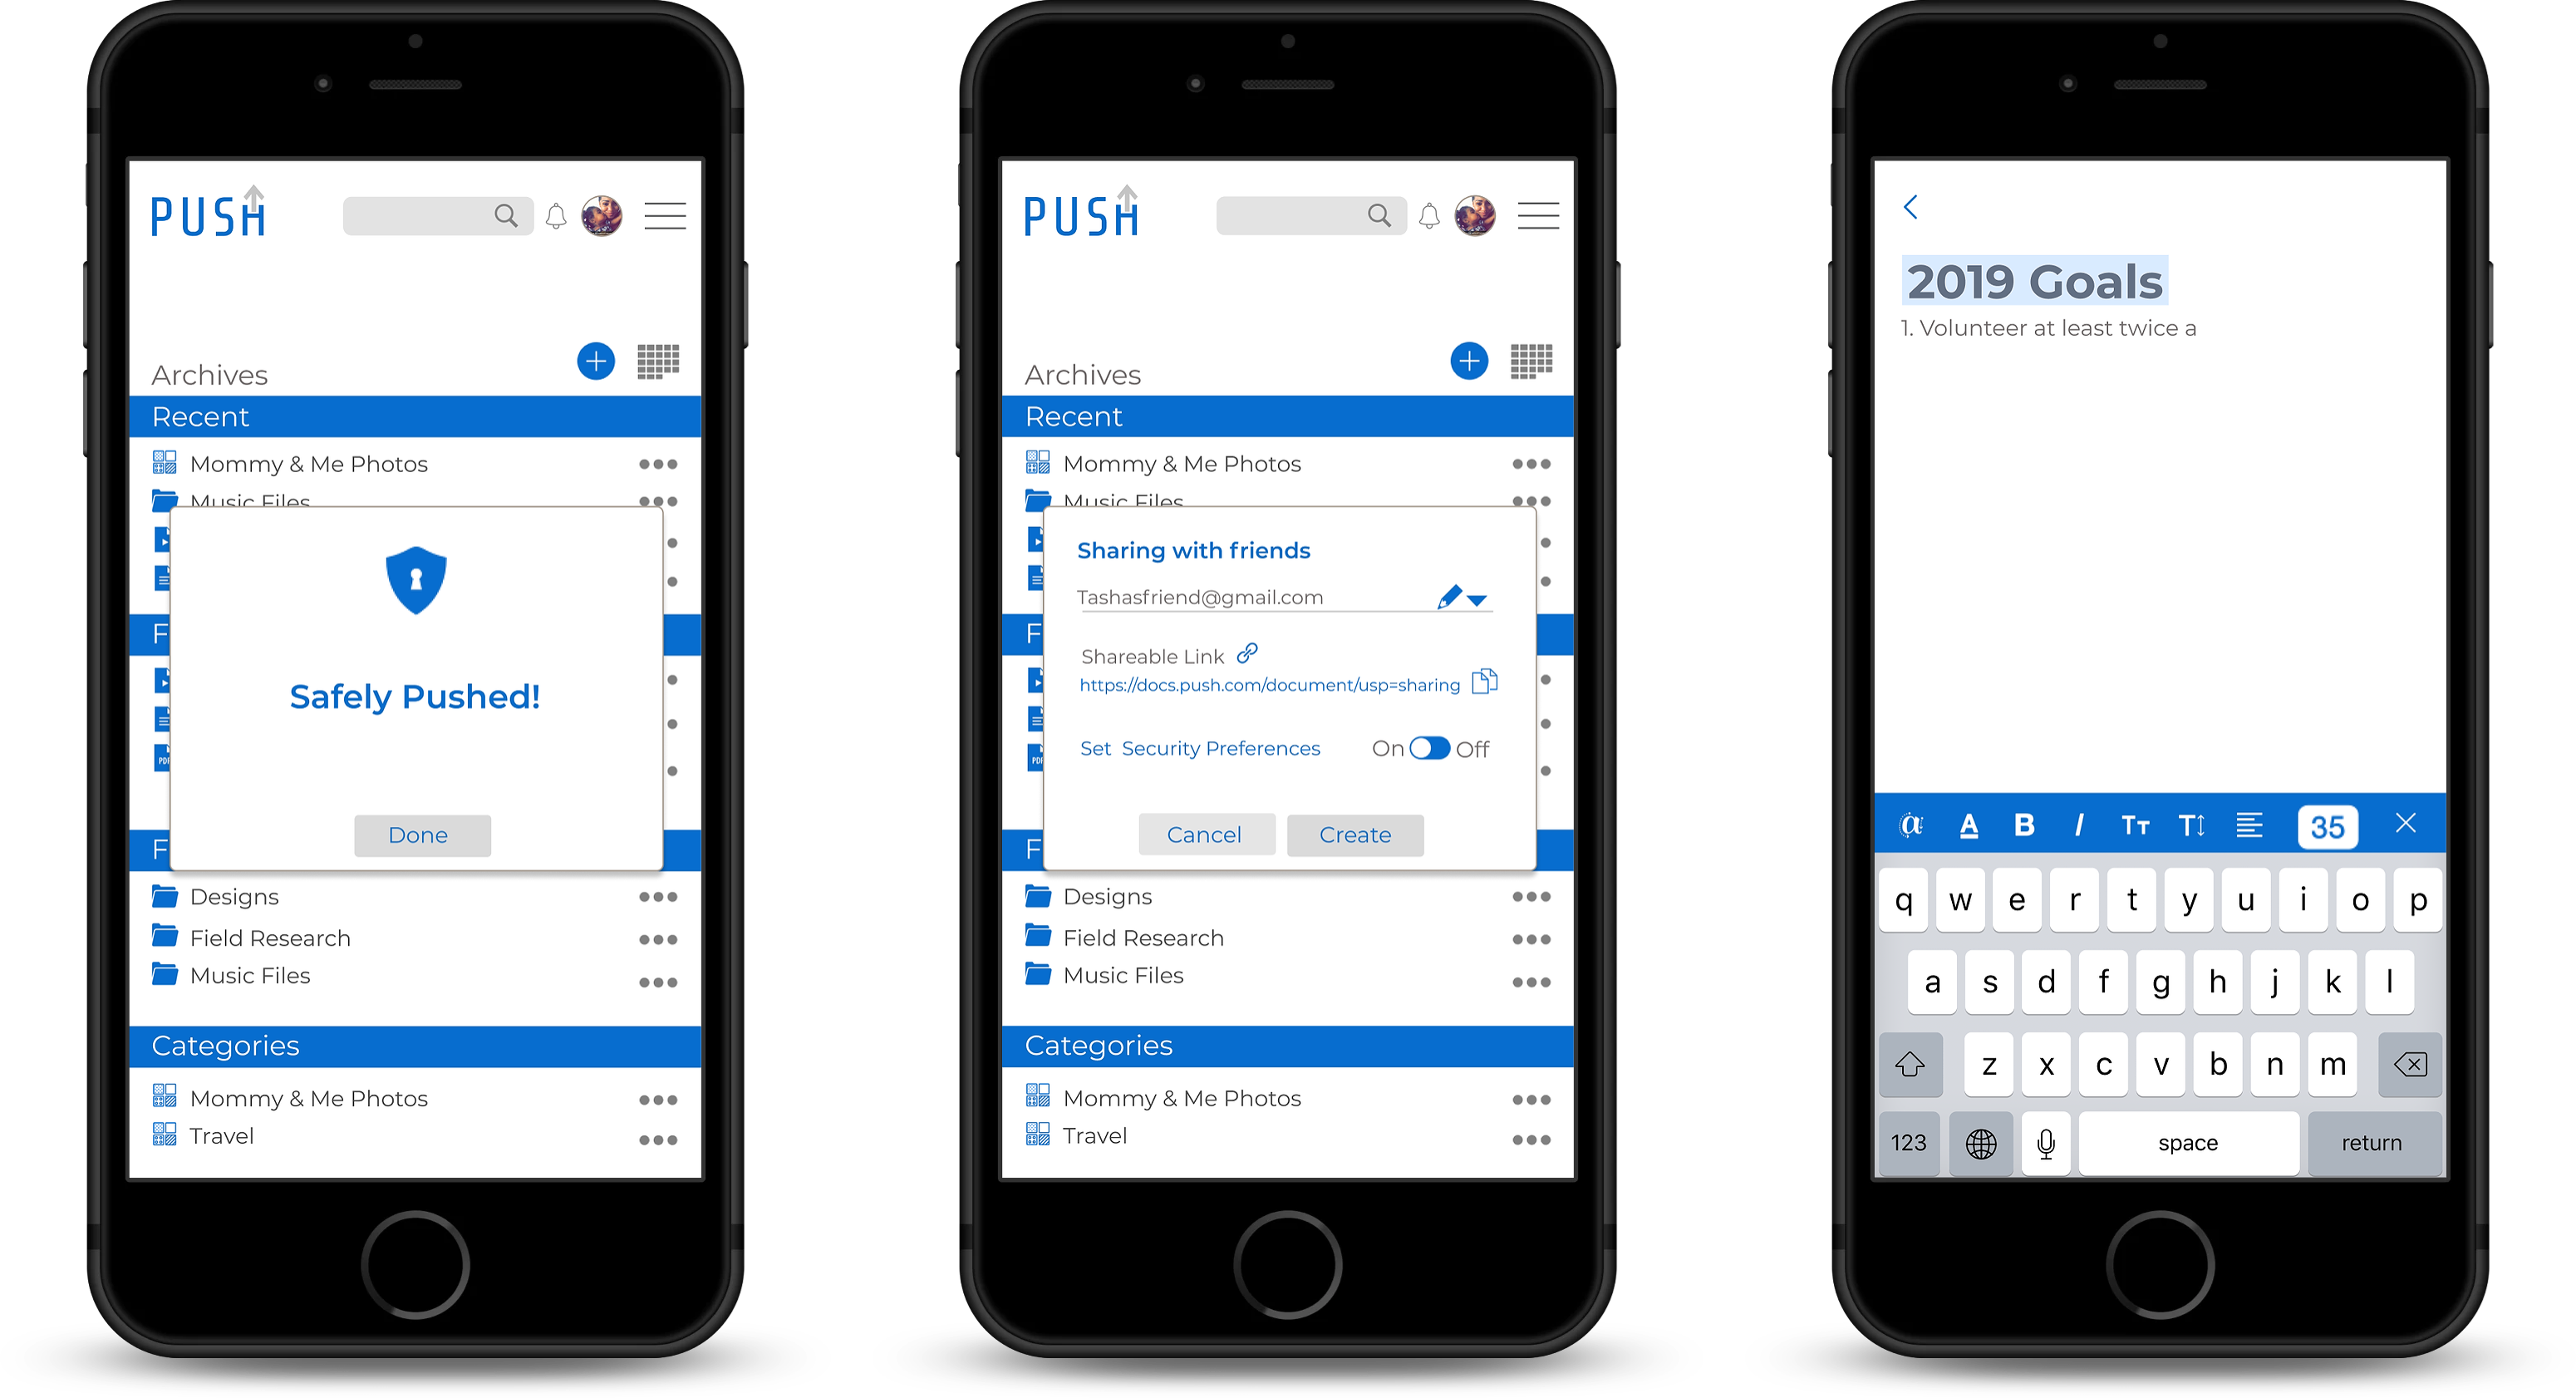 PUSH
Archives
Recent
Mommy & Me Photos
Music Files
F
PDF
Safely Pushed!
Done
F
Designs
Field Research
Music Files
Categories
Mommy & Me Photos
Travel
PUSH
Archives
Recent
Mommy & Me Photos
Music Files
Sharing with friends
Tashasfriend@gmail.com
F
Shareable Link
https://docs.push.com/document/usp=sharing
PDF
Set Security Preferences On Off
Cancel Create
F
Designs
Field Research
Music Files
Categories
Mommy & Me Photos
Travel
2019 Goals
1. Volunteer at least twice a
a A B I TT T 35
q w e r t y u i o p
a s d f g h j k l
z x c v b n m
123 space return